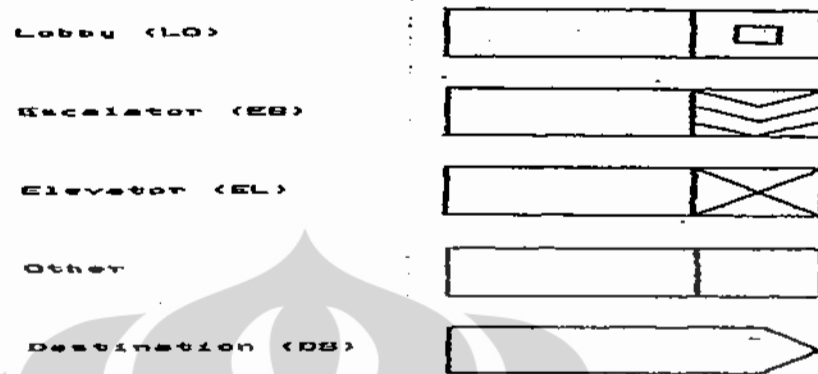 Lobby (LO)
Escalator (ES)
Elevator (EL)
Other
Destination (DS)